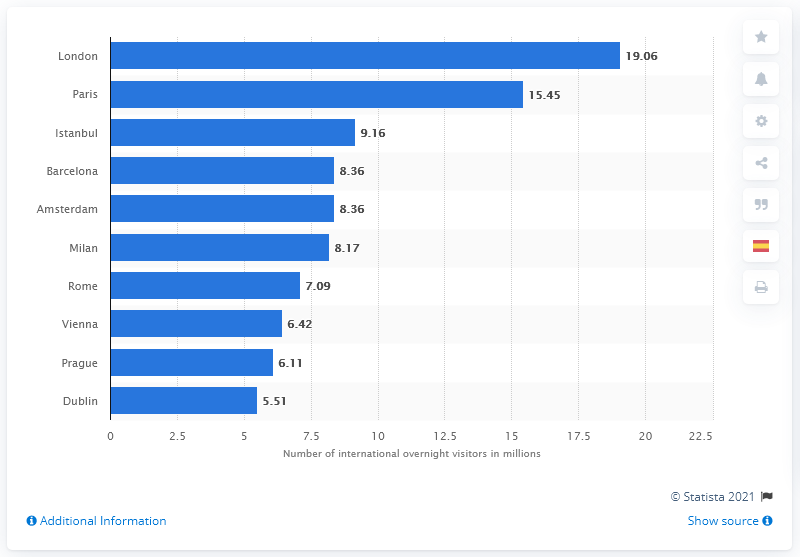 London 19.06
Paris 15.45
Istanbul 9.16
Barcelona 8.36
Amsterdam 8.36
Milan 8.17
Rome 7.09
Vienna 6.42
Prague 6.11
Dublin 5.51
0 2.5 5 7.5 10 12.5 15 17.5 20 22.5
Number of international overnight visitors in millions
© Statista 2021
Additional Information Show source